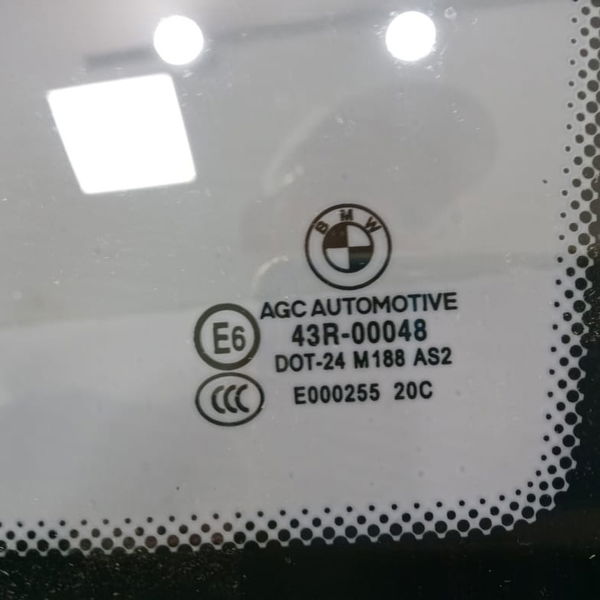 BMW
AGC AUTOMOTIVE
E6 43R-00048
DOT-24 M188 AS2
CCC E000255 20C